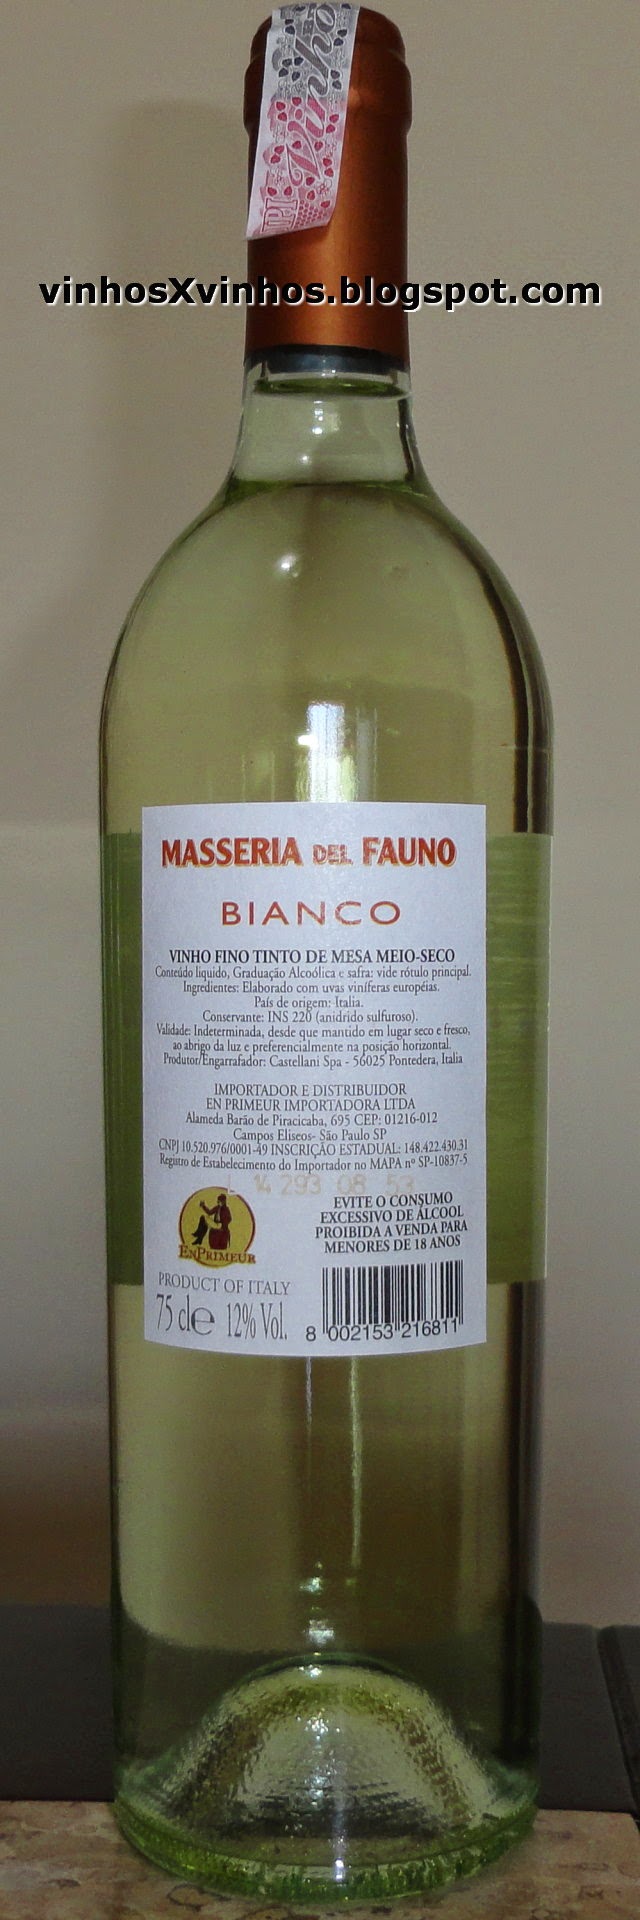 Vinho
IPI
vinhosXvinhos.blogspot.com
MASSERIA DEL FAUNO
BIANCO
VINHO FINO TINTO DE MESA MEIO-SECO
Conteúdo liquido, Graduação Alcoólica e safra: vide rótulo principal.
Ingredientes: Elaborado com uvas viníferas européias.
País de origem: Italia.
Conservante: INS 220 (anidrido sulfuroso).
Validade: Indeterminada, desde que mantido em lugar seco e fresco,
ao abrigo da luz e preferencialmente na posição horizontal.
Produtor/Engarrafador: Castellani Spa - 56025 Pontedera, Italia
IMPORTADOR E DISTRIBUIDOR
EN PRIMEUR IMPORTADORA LTDA
Alameda Barão de Piracicaba, 695 CEP: 01216-012
Campos Eliseos- São Paulo SP
CNPJ 10.520.976/0001-49 INSCRIÇÃO ESTADUAL: 148.422.430.31
Registro de Estabelecimento do Importador no MAPA nº SP-10837-5
L 14 293 08 53
EVITE O CONSUMO
EXCESSIVO DE ÁLCOOL
PROIBIDA A VENDA PARA
MENORES DE 18 ANOS
ENPRIMEUR
PRODUCT OF ITALY
75 cl e 12% Vol.
8 002153 216811